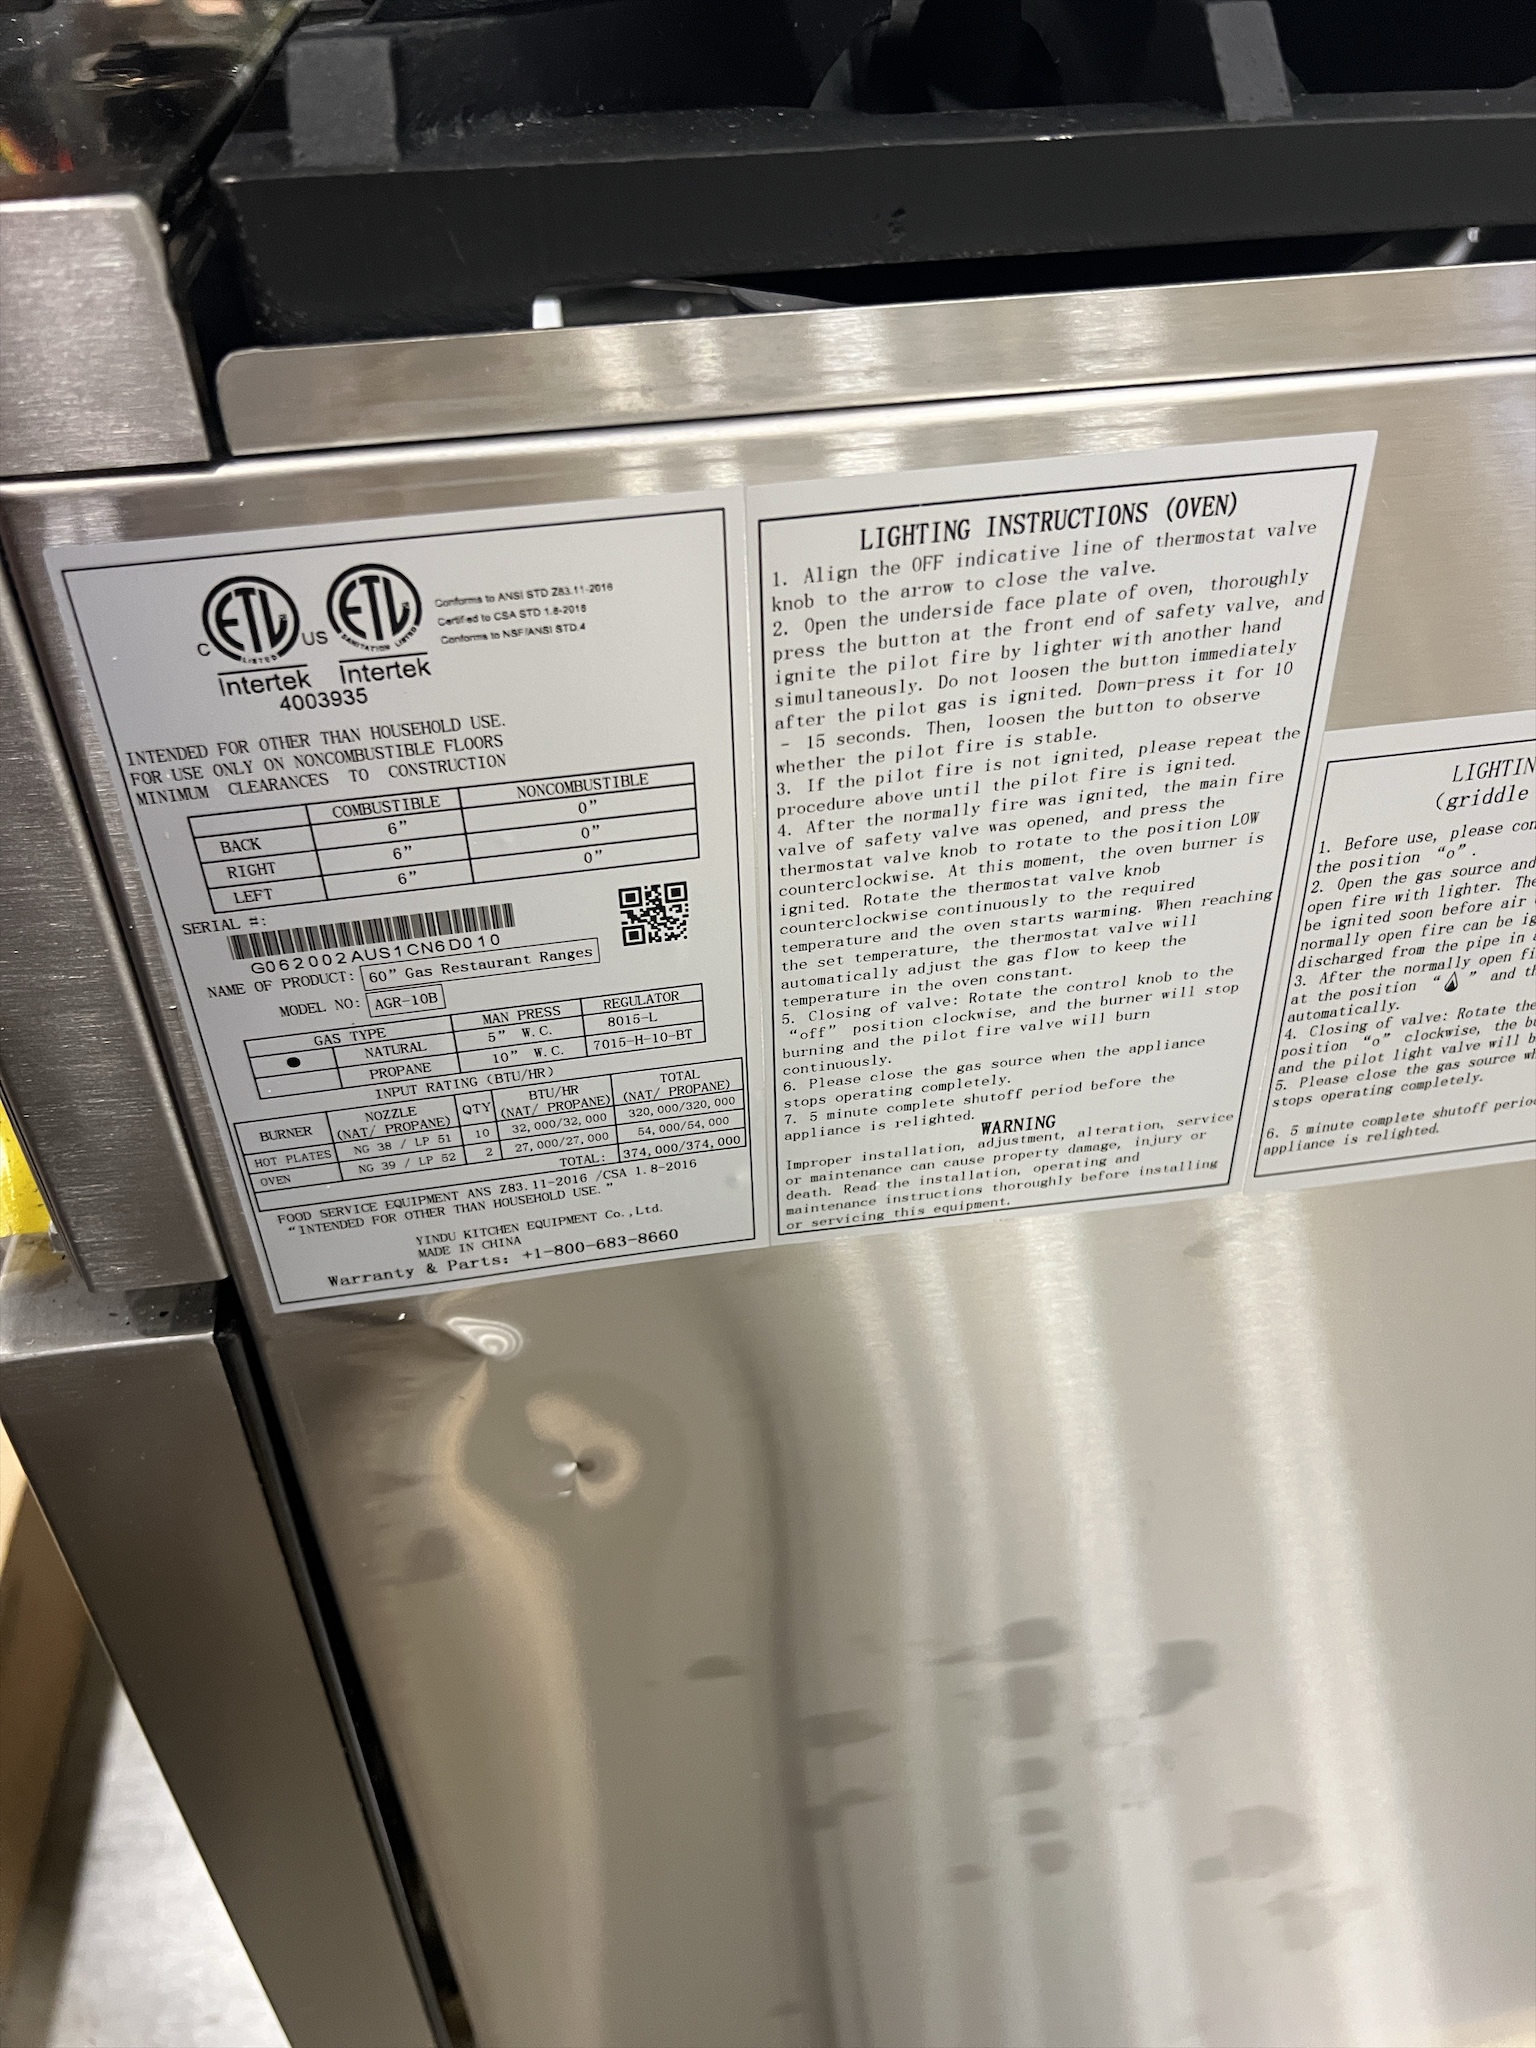 C ETL US
LISTED
Intertek
4003935
ETL
SANITATION LISTED
Intertek
Conforms to ANSI STD Z83.11-2016
Certified to CSA STD 1.8-2016
Conforms to NSF/ANSI STD.4
INTENDED FOR OTHER THAN HOUSEHOLD USE.
FOR USE ONLY ON NONCOMBUSTIBLE FLOORS
MINIMUM CLEARANCES TO CONSTRUCTION
COMBUSTIBLE NONCOMBUSTIBLE
BACK 6" 0"
RIGHT 6" 0"
LEFT 6" 0"
SERIAL #:
G062002AUS1CN6D010
NAME OF PRODUCT: 60" Gas Restaurant Ranges
MODEL NO: AGR-10B
GAS TYPE MAN PRESS REGULATOR
● NATURAL 5" W.C. 8015-L
PROPANE 10" W.C. 7015-H-10-BT
INPUT RATING (BTU/HR)
BURNER NOZZLE (NAT/ PROPANE) QTY BTU/HR (NAT/ PROPANE) TOTAL (NAT/ PROPANE)
HOT PLATES NG 38 / LP 51 10 32,000/32,000 320,000/320,000
OVEN NG 39 / LP 52 2 27,000/27,000 54,000/54,000
TOTAL: 374,000/374,000
FOOD SERVICE EQUIPMENT ANS Z83.11-2016 /CSA 1.8-2016
"INTENDED FOR OTHER THAN HOUSEHOLD USE."
YINDU KITCHEN EQUIPMENT Co.,Ltd.
MADE IN CHINA
Warranty & Parts: +1-800-683-8660
LIGHTING INSTRUCTIONS (OVEN)
1. Align the OFF indicative line of thermostat valve
knob to the arrow to close the valve.
2. Open the underside face plate of oven, thoroughly
press the button at the front end of safety valve, and
ignite the pilot fire by lighter with another hand
simultaneously. Do not loosen the button immediately
after the pilot gas is ignited. Down-press it for 10
- 15 seconds. Then, loosen the button to observe
whether the pilot fire is stable.
3. If the pilot fire is not ignited, please repeat the
procedure above until the pilot fire is ignited.
4. After the normally fire was ignited, the main fire
valve of safety valve was opened, and press the
thermostat valve knob to rotate to the position LOW
counterclockwise. At this moment, the oven burner is
ignited. Rotate the thermostat valve knob
counterclockwise continuously to the required
temperature and the oven starts warming. When reaching
the set temperature, the thermostat valve will
automatically adjust the gas flow to keep the
temperature in the oven constant.
5. Closing of valve: Rotate the control knob to the
"off" position clockwise, and the burner will stop
burning and the pilot fire valve will burn
continuously.
6. Please close the gas source when the appliance
stops operating completely.
7. 5 minute complete shutoff period before the
appliance is relighted.
WARNING
Improper installation, adjustment, alteration, service
or maintenance can cause property damage, injury or
death. Read the installation, operating and
maintenance instructions thoroughly before installing
or servicing this equipment.
(griddle
1. Before use, please
the position "o".
2. Open the gas source and
open fire with lighter.
be ignited soon before air
normally open fire can be
discharged from the pipe in
3. After the normally open
at the position " " and
automatically.
4. Closing of valve: Rotate the
position "o" clockwise, the
and the pilot light valve will
5. Please close the gas source
stops operating completely.
6. 5 minute complete shutoff
appliance is relighted.